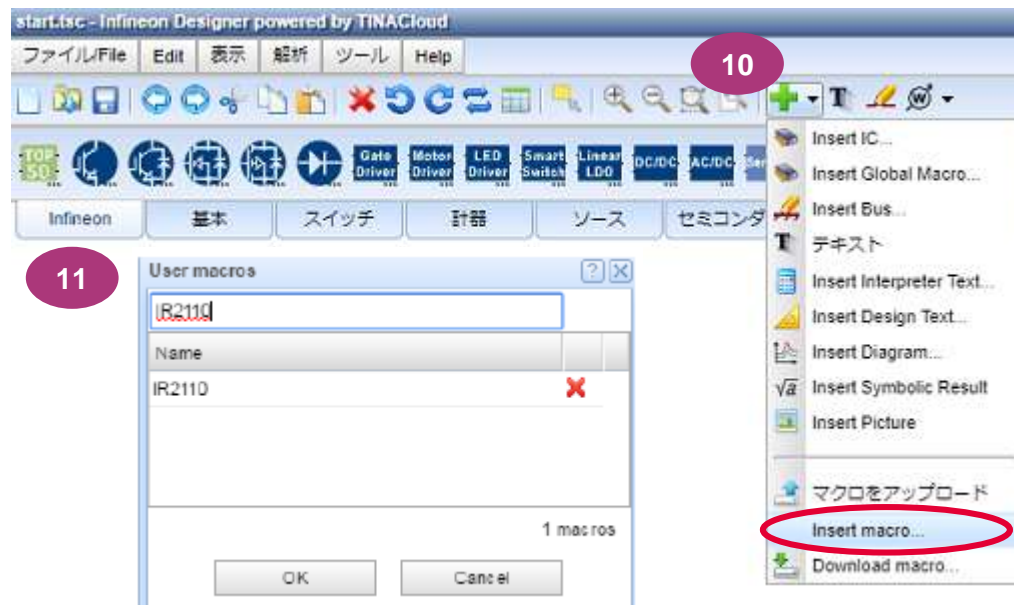 start.tsc - Infineon Designer powered by TINACloud
ファイル/File Edit 表示 解析 ツール Help
10
TOP 50 Gate Driver Motor Driver LED Driver Smart Switch Linear LDO DC/DC AC/DC Ser
T W
Infineon 基本 スイッチ 計器 ソース セミコンダ
Insert IC...
Insert Global Macro...
Insert Bus...
T テキスト
Insert Interpreter Text...
Insert Design Text...
Insert Diagram...
√a Insert Symbolic Result
Insert Picture
マクロをアップロード
Insert macro...
Download macro...
11
User macros ?
IR2110
Name
IR2110
1 macros
OK Cancel